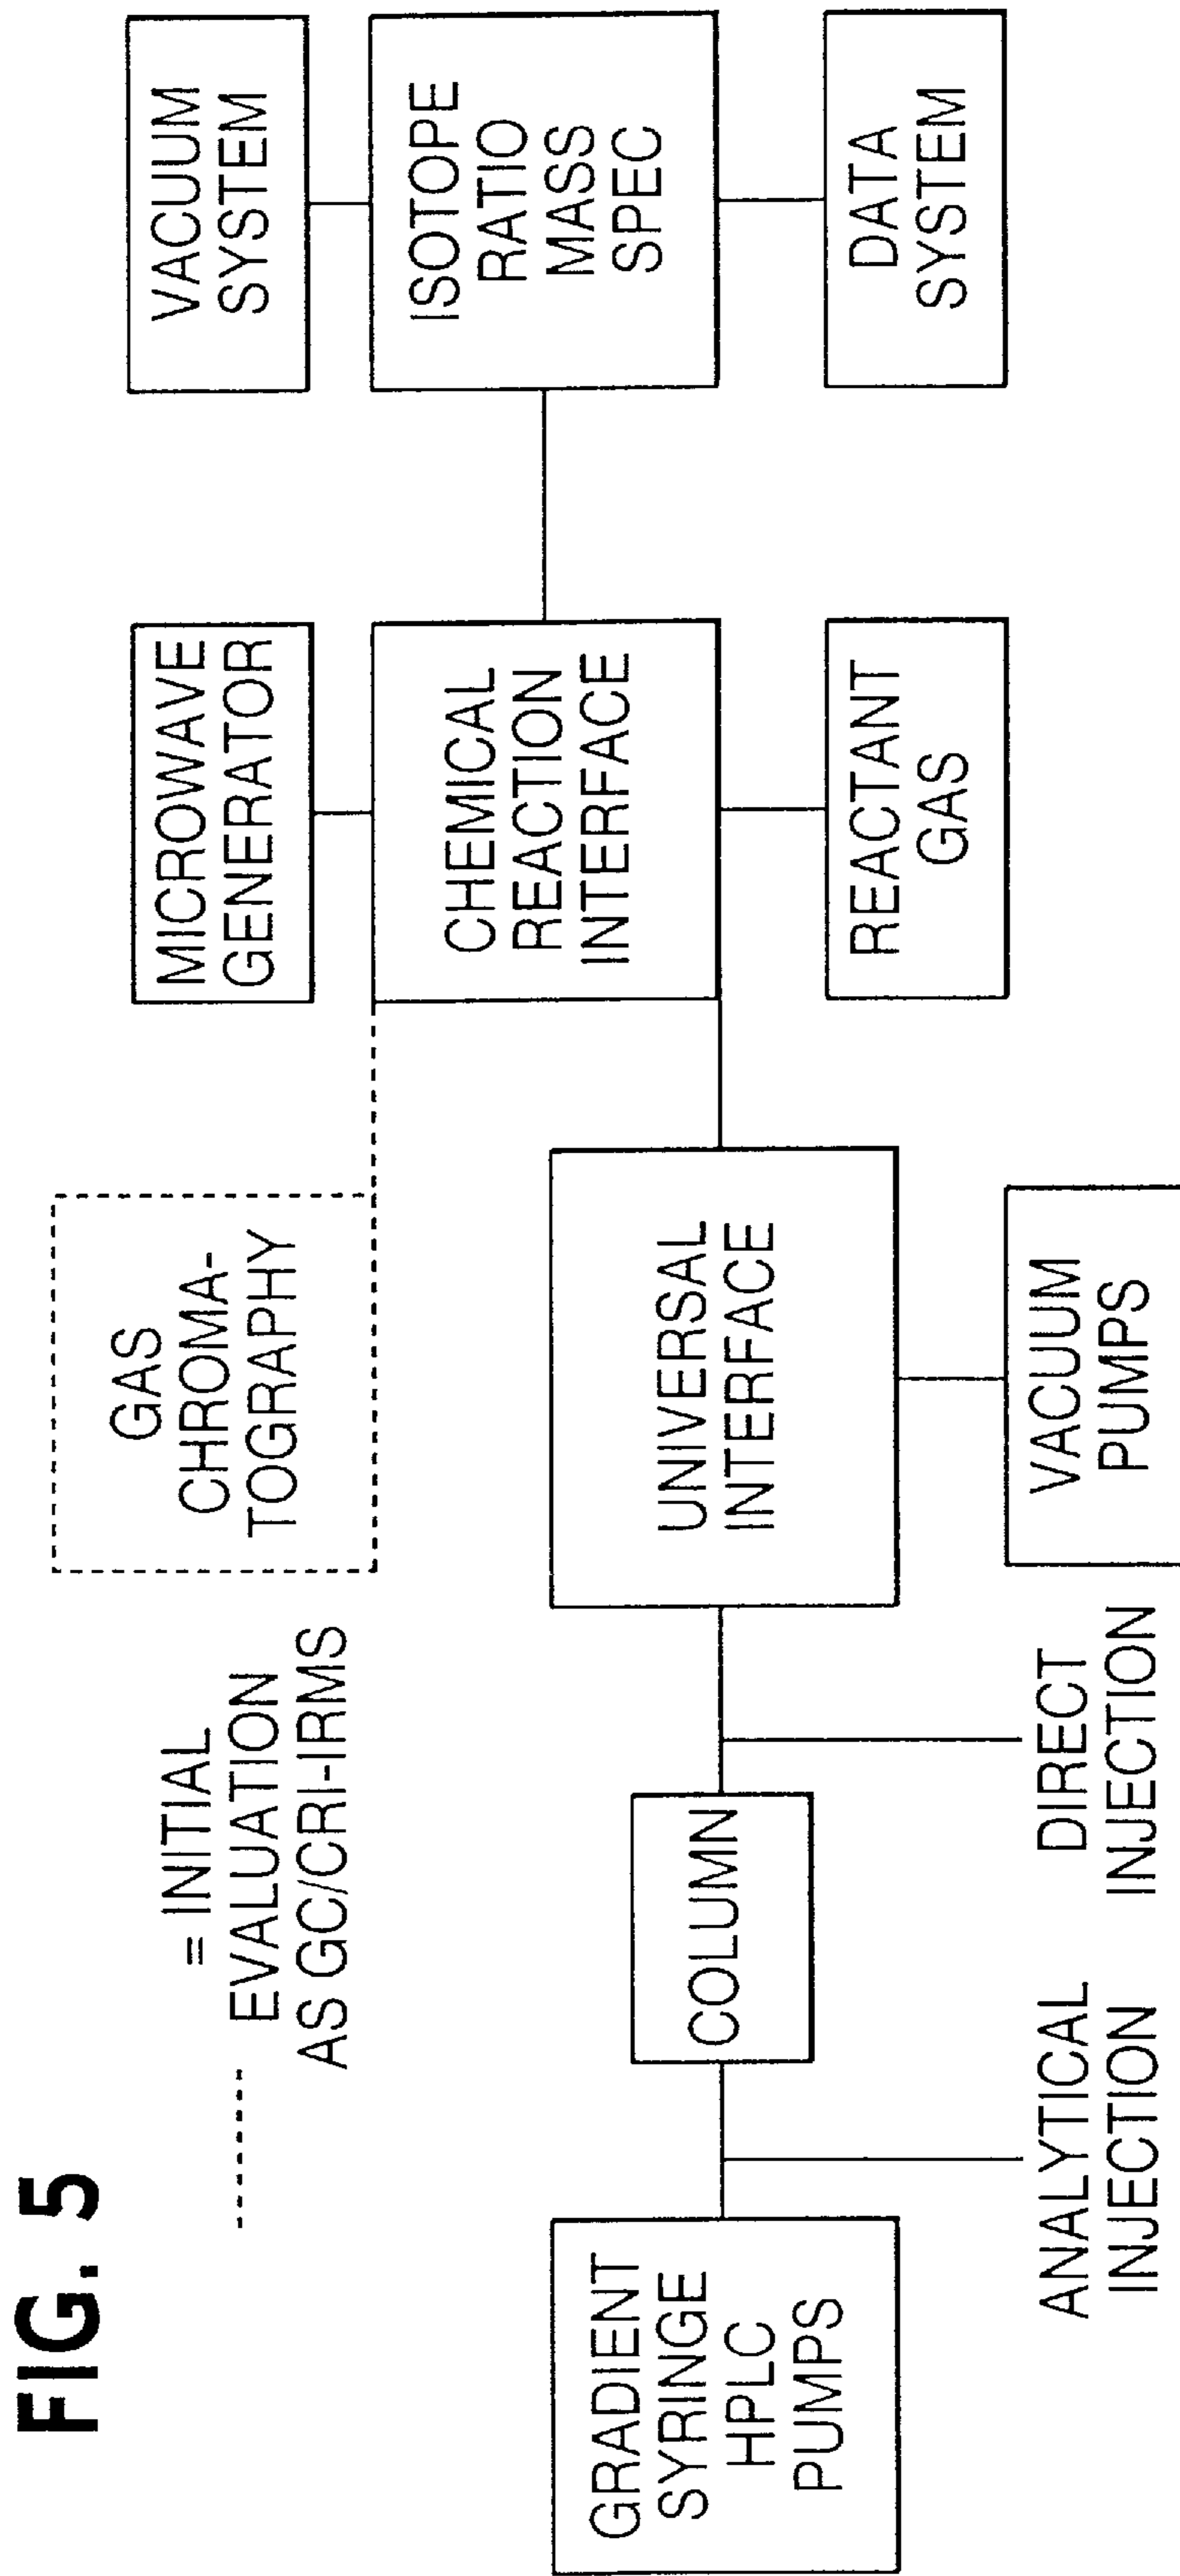 FIG. 5
= INITIAL
EVALUATION
AS GC/CRI-IRMS
GAS
CHROMA-
TOGRAPHY
MICROWAVE
GENERATOR
VACUUM
SYSTEM
GRADIENT
SYRINGE
HPLC
PUMPS
COLUMN
UNIVERSAL
INTERFACE
CHEMICAL
REACTION
INTERFACE
ISOTOPE
RATIO
MASS
SPEC
ANALYTICAL
INJECTION
DIRECT
INJECTION
VACUUM
PUMPS
REACTANT
GAS
DATA
SYSTEM